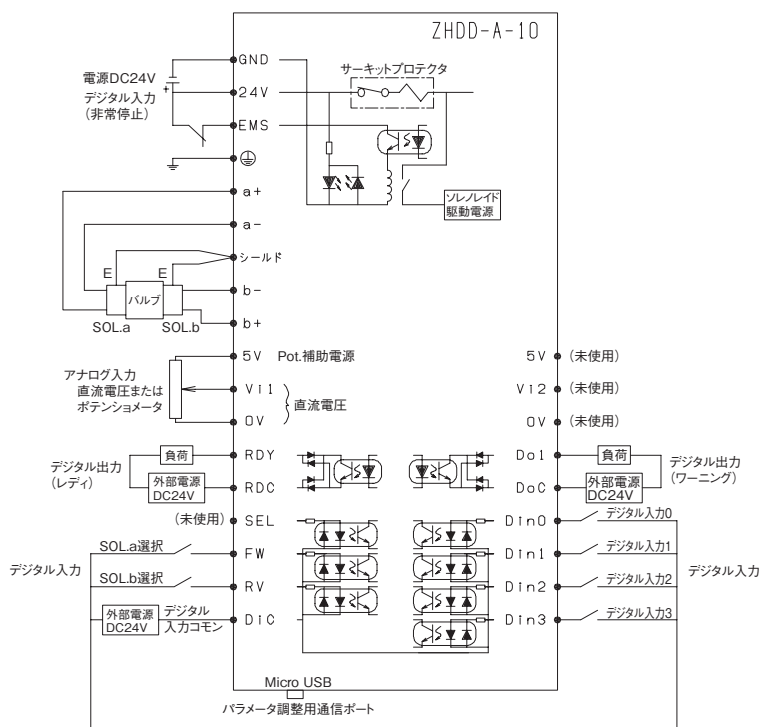 ZHDD-A-10
GND
サーキットプロテクタ
電源DC24V
+
24V
デジタル入力
(非常停止)
EMS
a+
ソレノレイド
駆動電源
a-
シールド
E
E
バルブ
b-
SOL.a
SOL.b
b+
5V
Pot.補助電源
5V
(未使用)
アナログ入力
直流電圧または
ポテンショメータ
Vi1
直流電圧
Vi2
(未使用)
0V
0V
(未使用)
デジタル出力
(レディ)
負荷
RDY
Do1
負荷
デジタル出力
(ワーニング)
外部電源
DC24V
RDC
DoC
外部電源
DC24V
(未使用)
SEL
Din0
デジタル入力0
SOL.a選択
FW
Din1
デジタル入力1
デジタル入力
デジタル入力
SOL.b選択
RV
Din2
デジタル入力2
外部電源
DC24V
デジタル
入力コモン
DiC
Din3
デジタル入力3
Micro USB
パラメータ調整用通信ポート